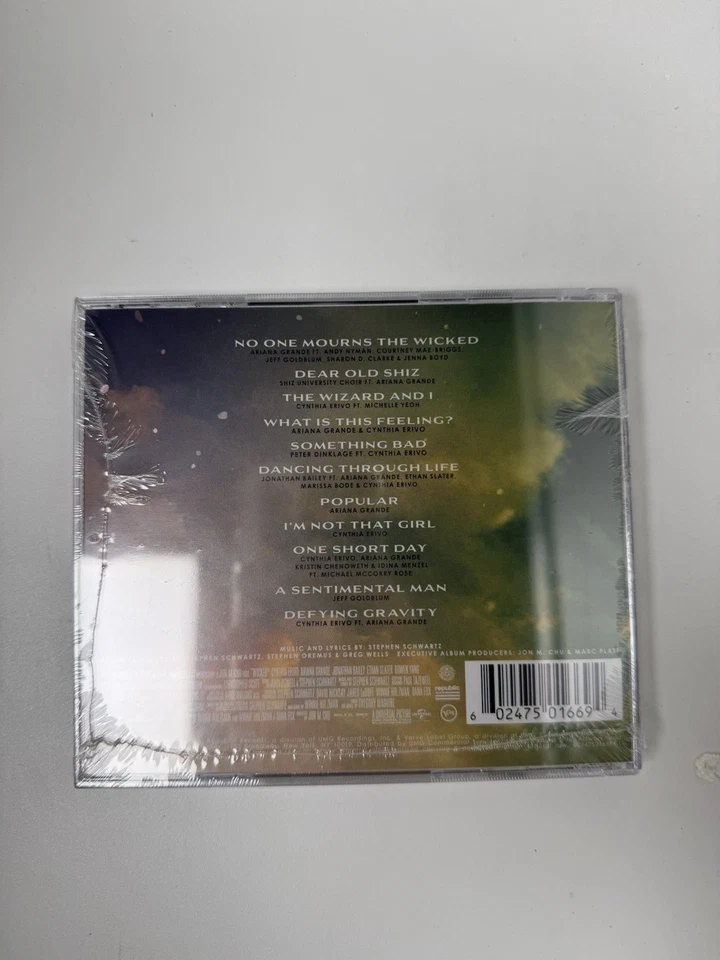 NO ONE MOURNS THE WICKED
ARIANA GRANDE FT. ANDY NYMAN, COURTNEY MAE-BRIGGS,
JEFF GOLDBLUM, SHARON D. CLARKE & JENNA BOYD
DEAR OLD SHIZ
SHIZ UNIVERSITY CHOIR FT. ARIANA GRANDE
THE WIZARD AND I
CYNTHIA ERIVO FT. MICHELLE YEOH
WHAT IS THIS FEELING?
ARIANA GRANDE & CYNTHIA ERIVO
SOMETHING BAD
PETER DINKLAGE FT. CYNTHIA ERIVO
DANCING THROUGH LIFE
JONATHAN BAILEY FT. ARIANA GRANDE, ETHAN SLATER,
MARISSA BODE & CYNTHIA ERIVO
POPULAR
ARIANA GRANDE
I'M NOT THAT GIRL
CYNTHIA ERIVO
ONE SHORT DAY
CYNTHIA ERIVO, ARIANA GRANDE
KRISTIN CHENOWETH & IDINA MENZEL
FT. MICHAEL MCCORRY ROSE
A SENTIMENTAL MAN
JEFF GOLDBLUM
DEFYING GRAVITY
CYNTHIA ERIVO FT. ARIANA GRANDE
MUSIC AND LYRICS BY: STEPHEN SCHWARTZ
STEPHEN SCHWARTZ, STEPHEN OREMUS & GREG WELLS EXECUTIVE ALBUM PRODUCERS: JON M. CHU & MARC PLATT
republic
6 02475 01669 4